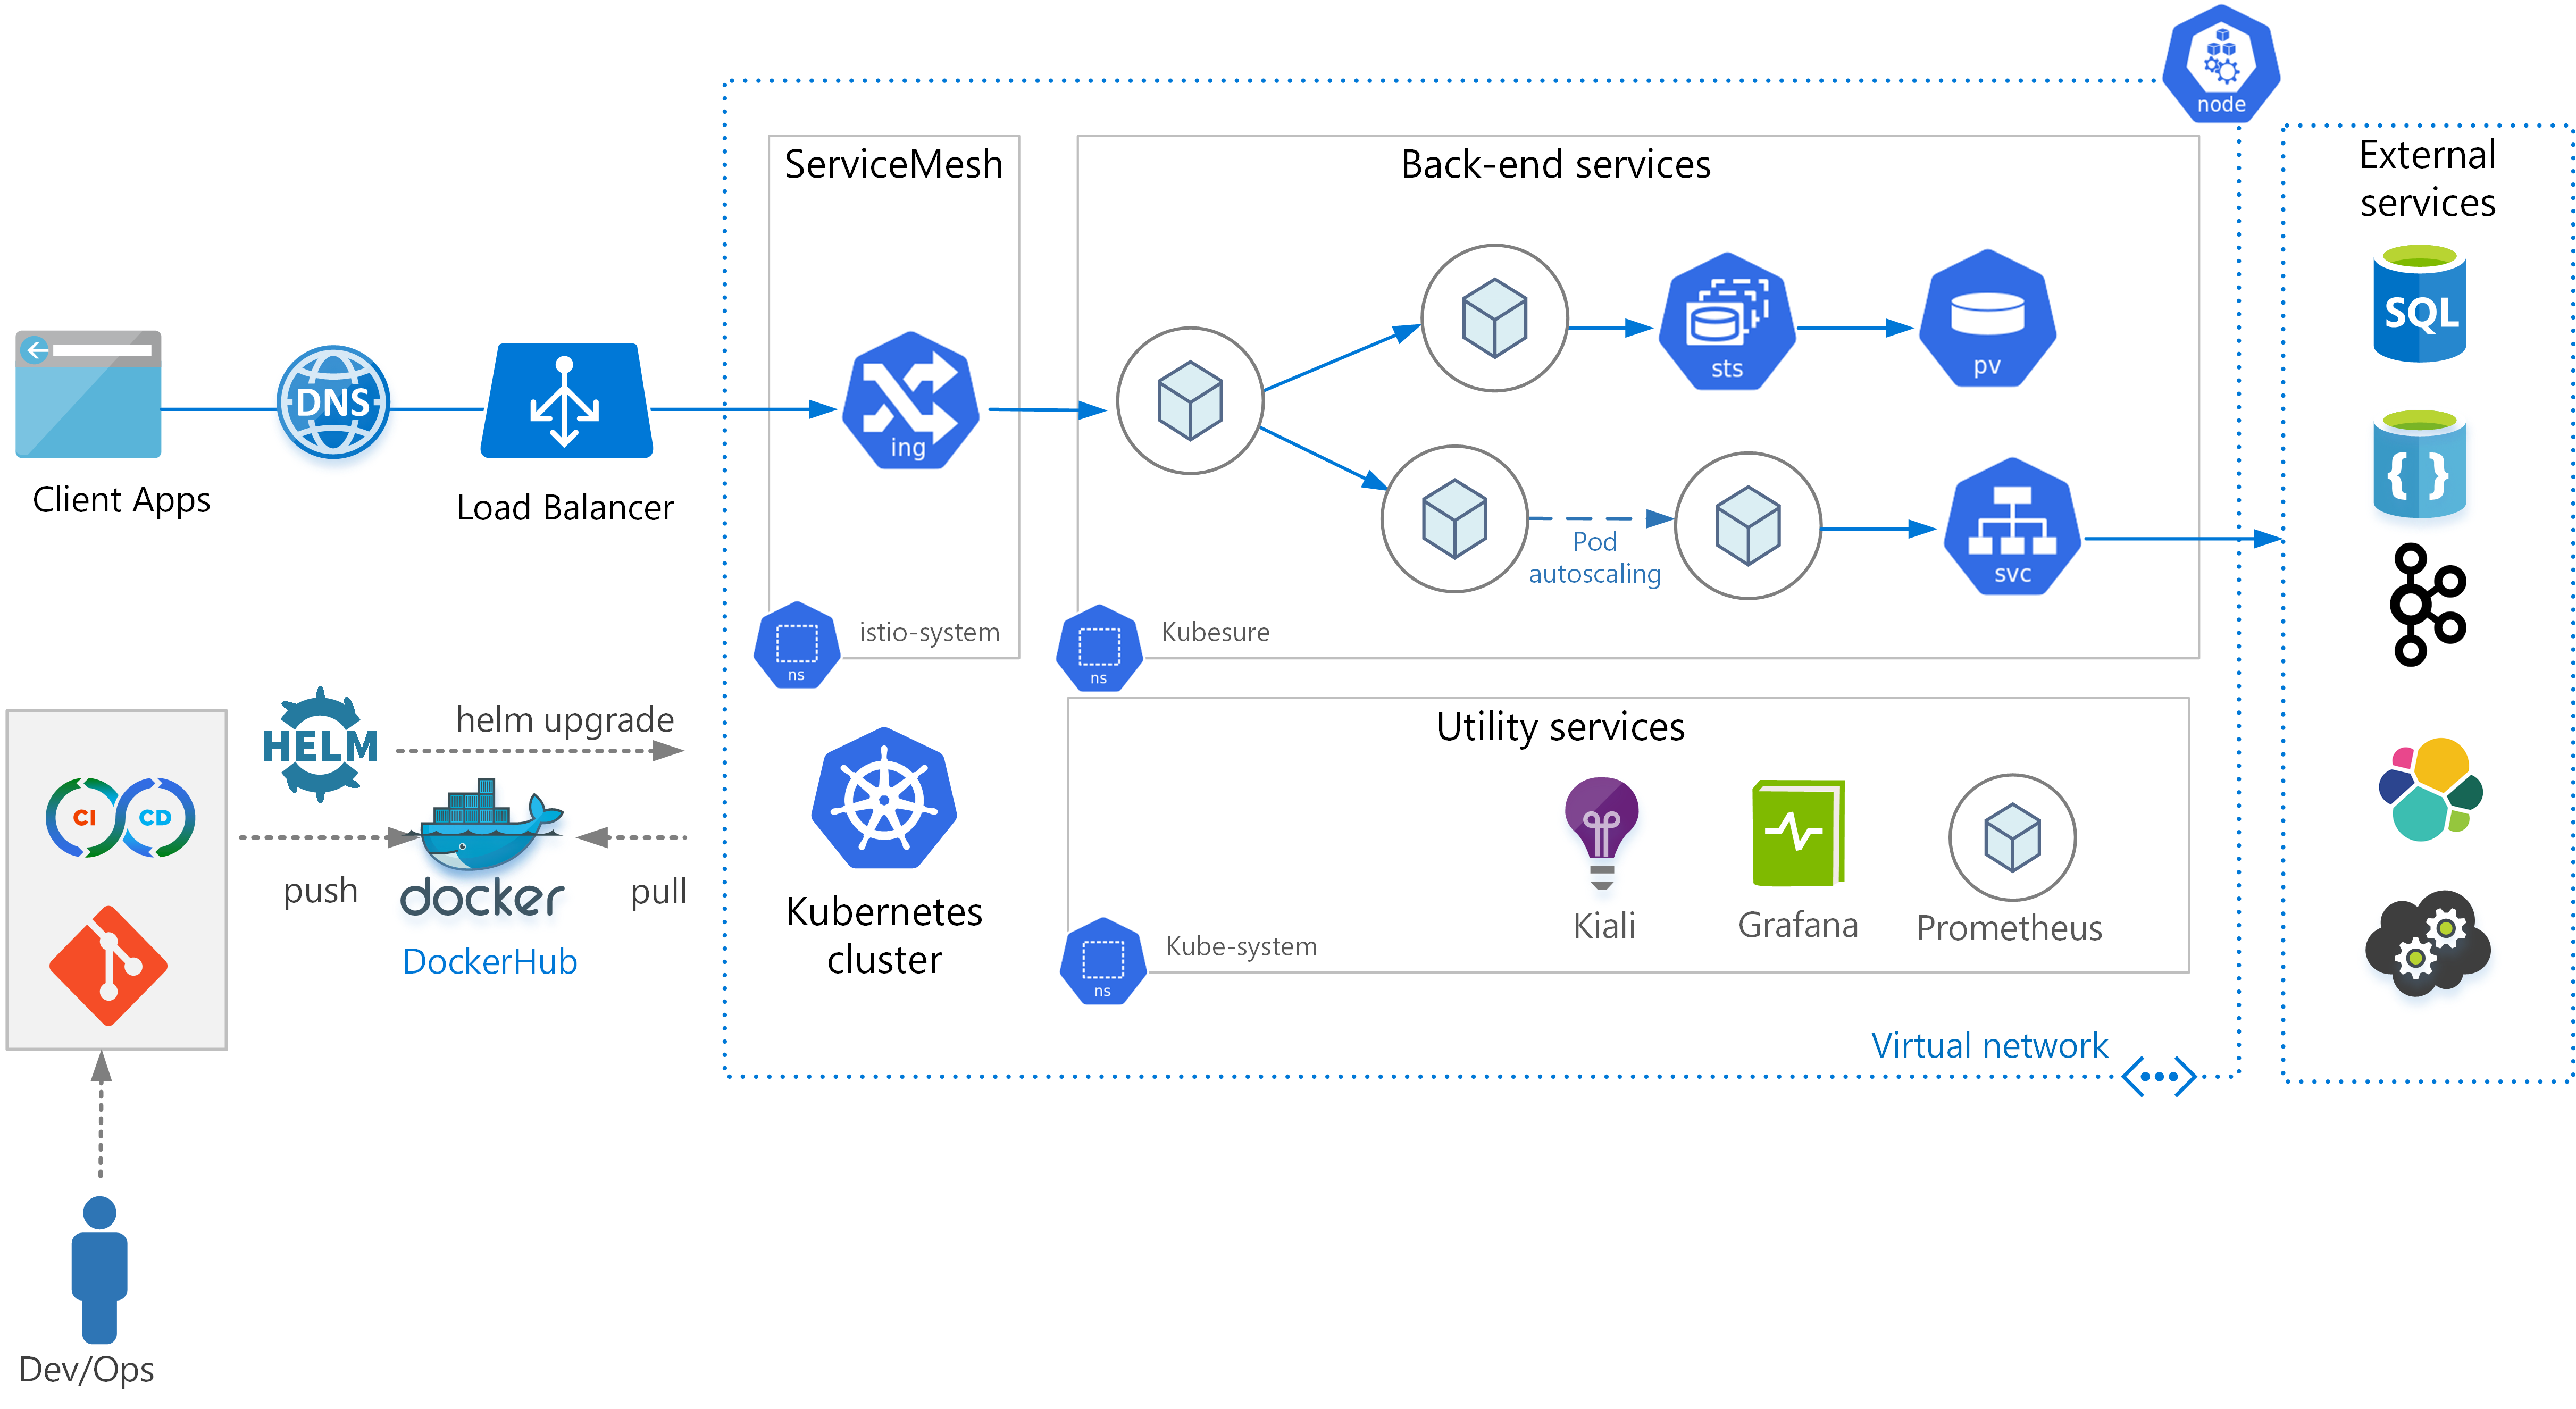 node
ServiceMesh
Back-end services
External
services
SQL
sts
pv
DNS
ing
{ }
Client Apps
Load Balancer
Pod
autoscaling
svc
istio-system
ns
Kubesure
ns
HELM
helm upgrade
Utility services
CI
CD
push
docker
pull
DockerHub
Kubernetes
cluster
Kiali
Grafana
Prometheus
Kube-system
ns
Virtual network
Dev/Ops